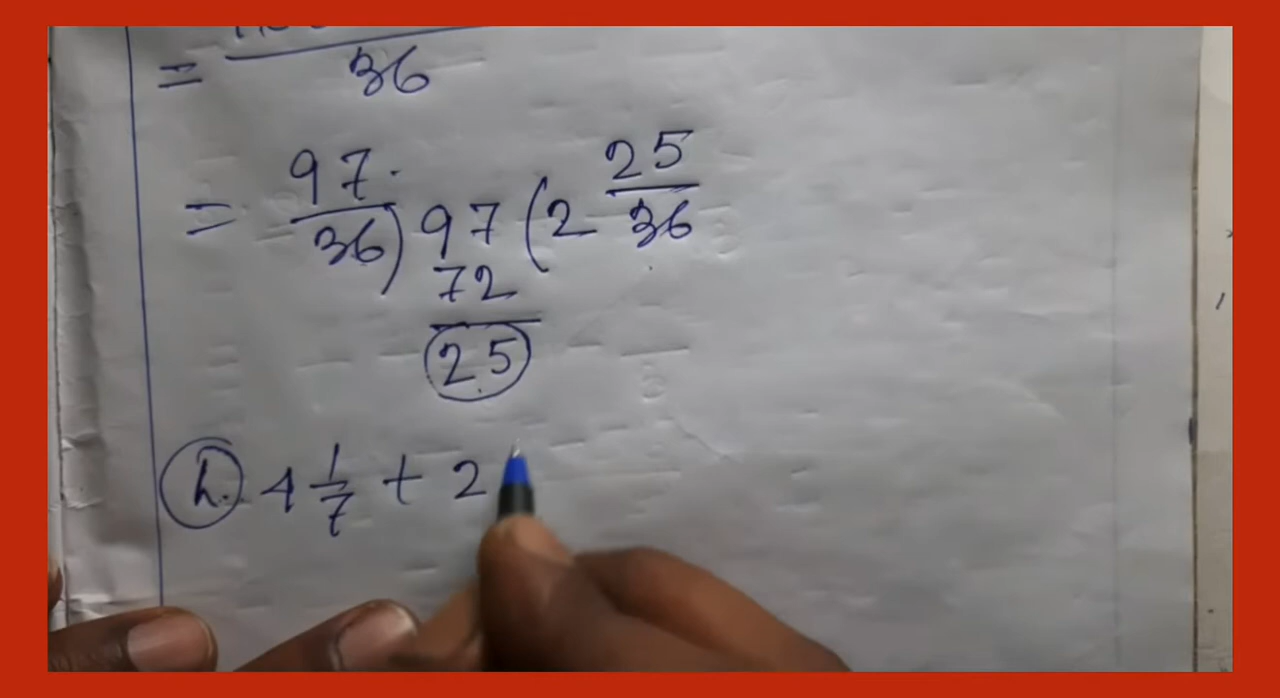 = 36
= 97/36) 97 (2 25/36
72
25
h. 4 1/7 + 2